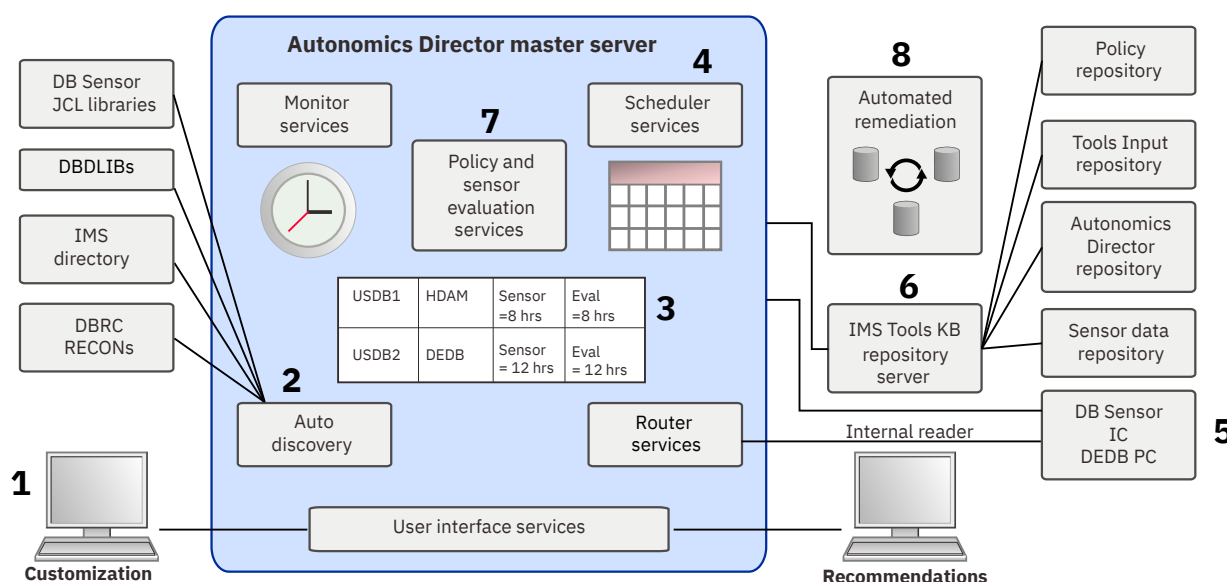 Autonomics Director master server
DB Sensor
JCL libraries
DBDLIBs
IMS
directory
DBRC
RECONs
1
Customization
Monitor
services
7
Policy and
sensor
evaluation
services
4
Scheduler
services
USDB1 HDAM Sensor =8 hrs Eval =8 hrs
USDB2 DEDB Sensor = 12 hrs Eval = 12 hrs
3
2
Auto
discovery
Router
services
User interface services
8
Automated
remediation
6
IMS Tools KB
repository
server
Internal reader
Recommendations
Policy
repository
Tools Input
repository
Autonomics
Director
repository
Sensor data
repository
DB Sensor
IC
DEDB PC
5